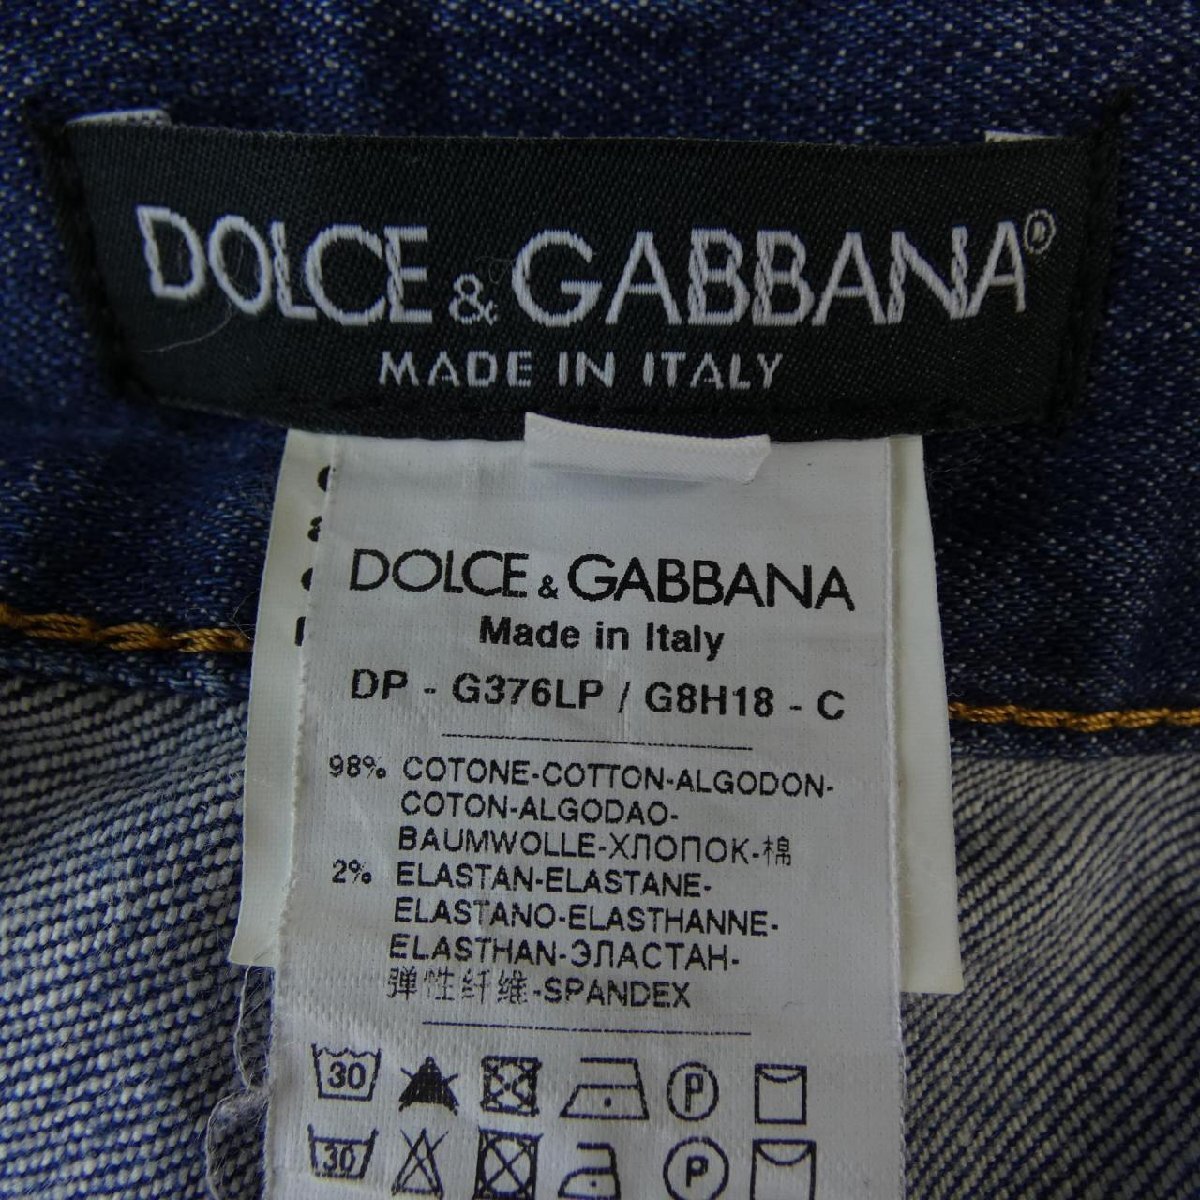 DOLCE & GABBANA®
MADE IN ITALY
DOLCE & GABBANA
Made in Italy
DP - G376LP / G8H18 - C
98% COTONE-COTTON-ALGODON-
COTON-ALGODAO-
BAUMWOLLE-ХЛОПОК-棉
2% ELASTAN-ELASTANE-
ELASTANO-ELASTHANNE-
ELASTHAN-ЭЛАСТАН-
弹性纤维-SPANDEX
30 P
30 P